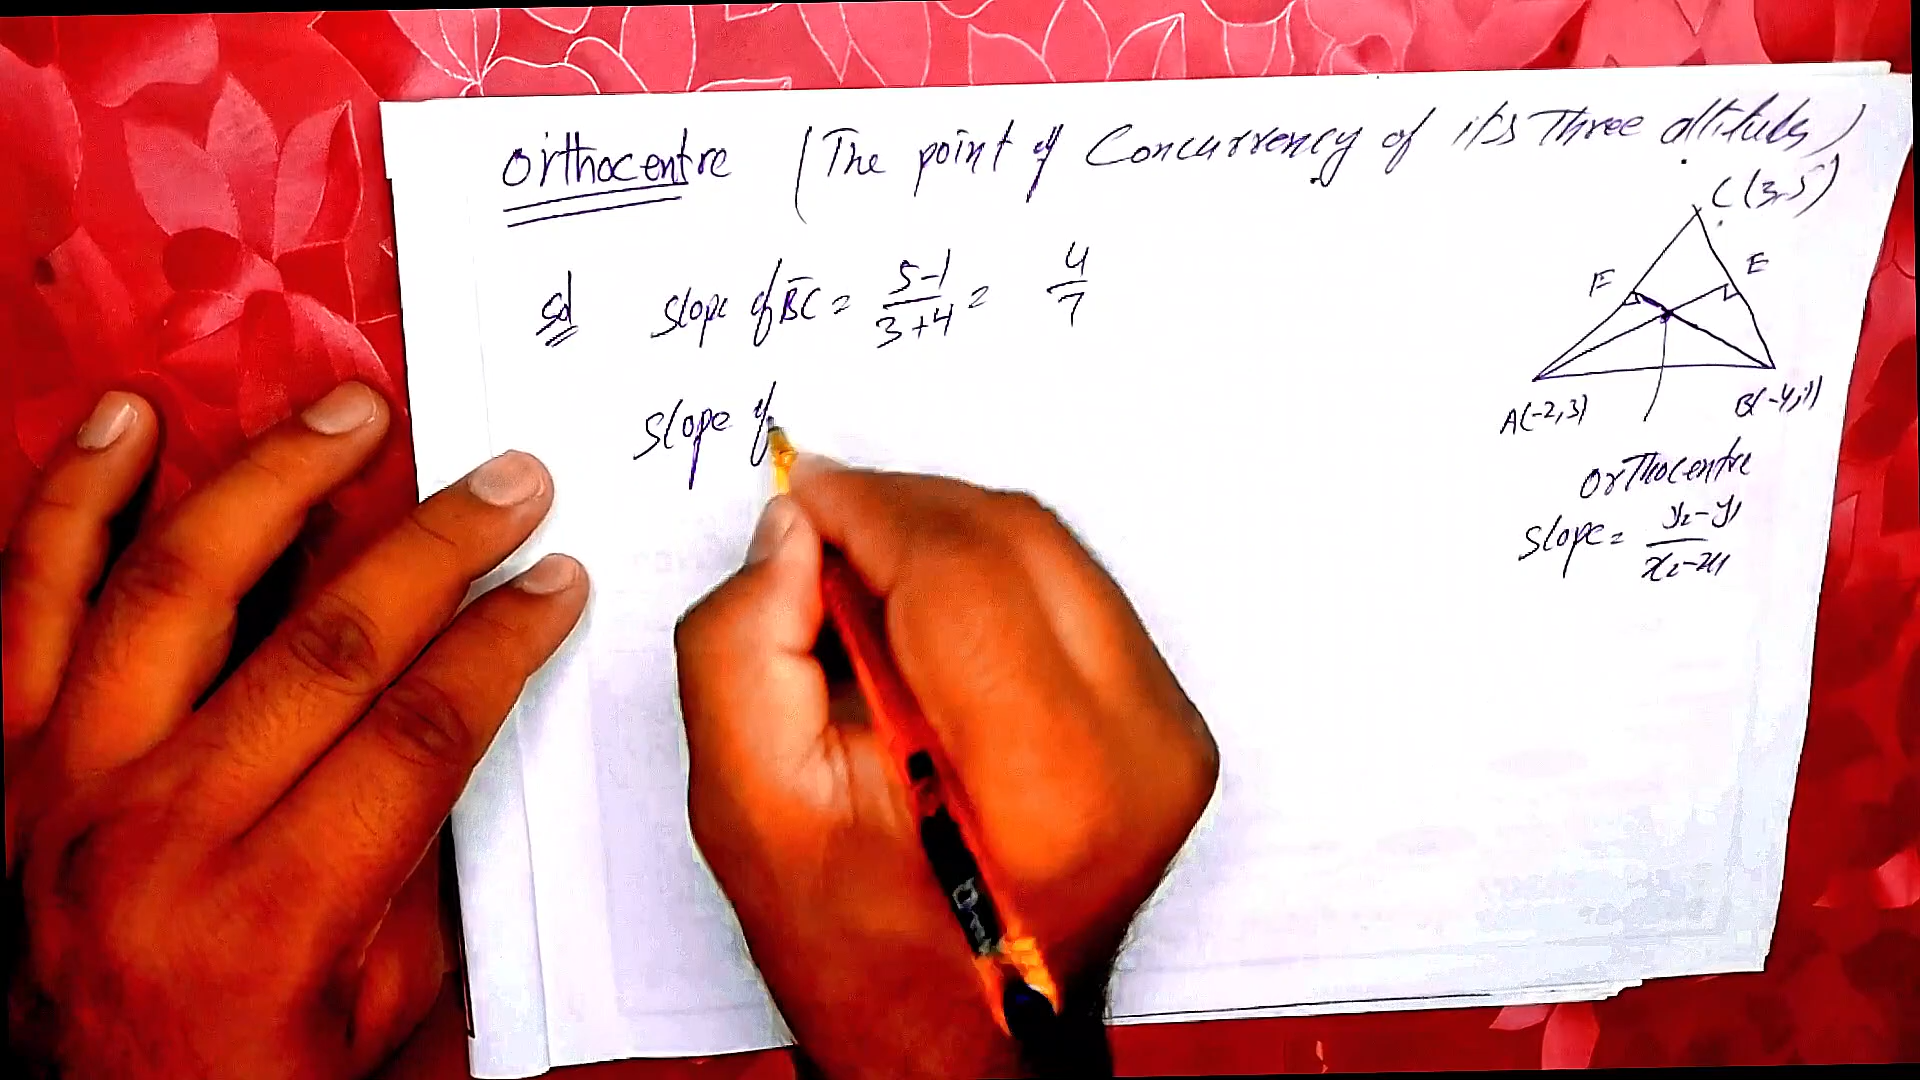 Orthocentre (The point of Concurrency of its Three altitudes)
C(3,5)
Sol Slope of BC = 5-1/3+4 = 4/7
F E
Slope of
A(-2,3) B(-4,1)
Orthocentre
Slope = y₂-y₁/x₂-x₁